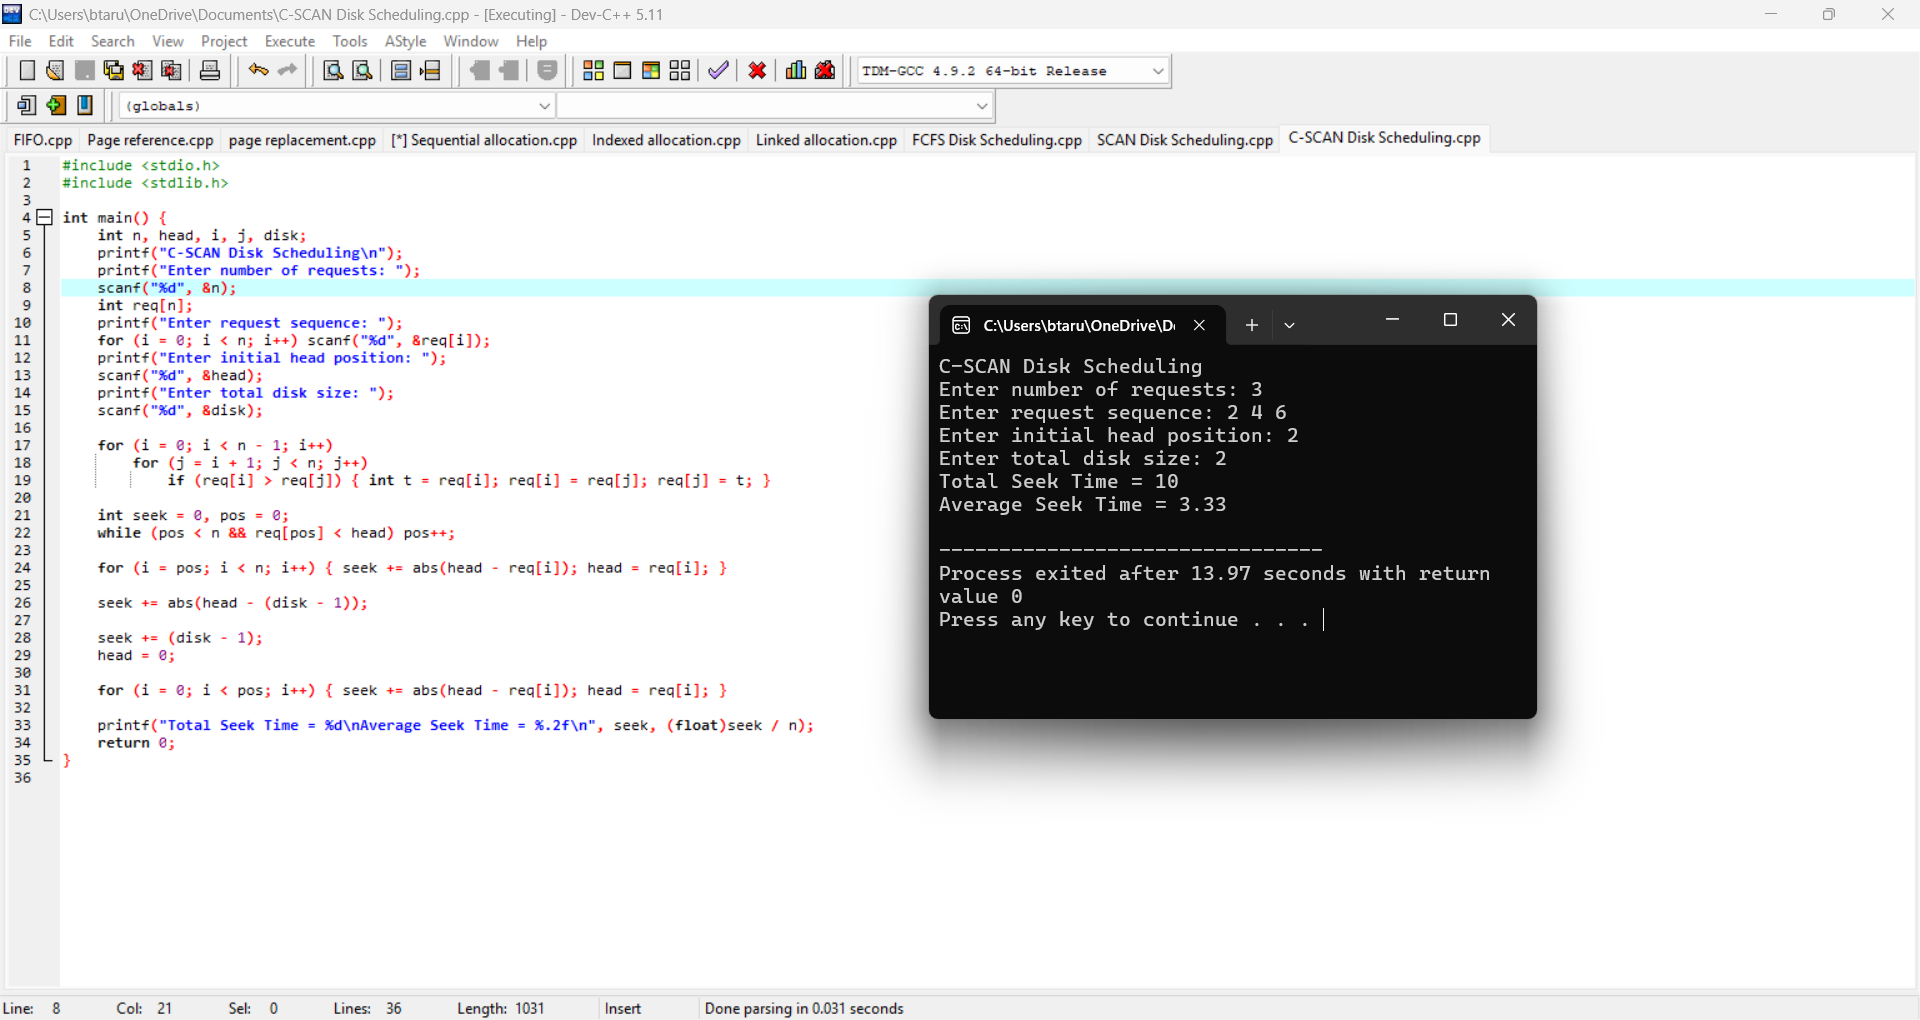 C:\Users\btaru\OneDrive\Documents\C-SCAN Disk Scheduling.cpp - [Executing] - Dev-C++ 5.11
File Edit Search View Project Execute Tools AStyle Window Help
TDM-GCC 4.9.2 64-bit Release
(globals)
FIFO.cpp Page reference.cpp page replacement.cpp [*] Sequential allocation.cpp Indexed allocation.cpp Linked allocation.cpp FCFS Disk Scheduling.cpp SCAN Disk Scheduling.cpp C-SCAN Disk Scheduling.cpp
1 #include <stdio.h>
2 #include <stdlib.h>
3
4 int main() {
5 int n, head, i, j, disk;
6 printf("C-SCAN Disk Scheduling\n");
7 printf("Enter number of requests: ");
8 scanf("%d", &n);
9 int req[n];
10 printf("Enter request sequence: ");
11 for (i = 0; i < n; i++) scanf("%d", &req[i]);
12 printf("Enter initial head position: ");
13 scanf("%d", &head);
14 printf("Enter total disk size: ");
15 scanf("%d", &disk);
16
17 for (i = 0; i < n - 1; i++)
18 for (j = i + 1; j < n; j++)
19 if (req[i] > req[j]) { int t = req[i]; req[i] = req[j]; req[j] = t; }
20
21 int seek = 0, pos = 0;
22 while (pos < n && req[pos] < head) pos++;
23
24 for (i = pos; i < n; i++) { seek += abs(head - req[i]); head = req[i]; }
25
26 seek += abs(head - (disk - 1));
27
28 seek += (disk - 1);
29 head = 0;
30
31 for (i = 0; i < pos; i++) { seek += abs(head - req[i]); head = req[i]; }
32
33 printf("Total Seek Time = %d\nAverage Seek Time = %.2f\n", seek, (float)seek / n);
34 return 0;
35 }
36
C:\Users\btaru\OneDrive\D
C-SCAN Disk Scheduling
Enter number of requests: 3
Enter request sequence: 2 4 6
Enter initial head position: 2
Enter total disk size: 2
Total Seek Time = 10
Average Seek Time = 3.33
--------------------------------
Process exited after 13.97 seconds with return
value 0
Press any key to continue . . .
Line: 8 Col: 21 Sel: 0 Lines: 36 Length: 1031 Insert Done parsing in 0.031 seconds